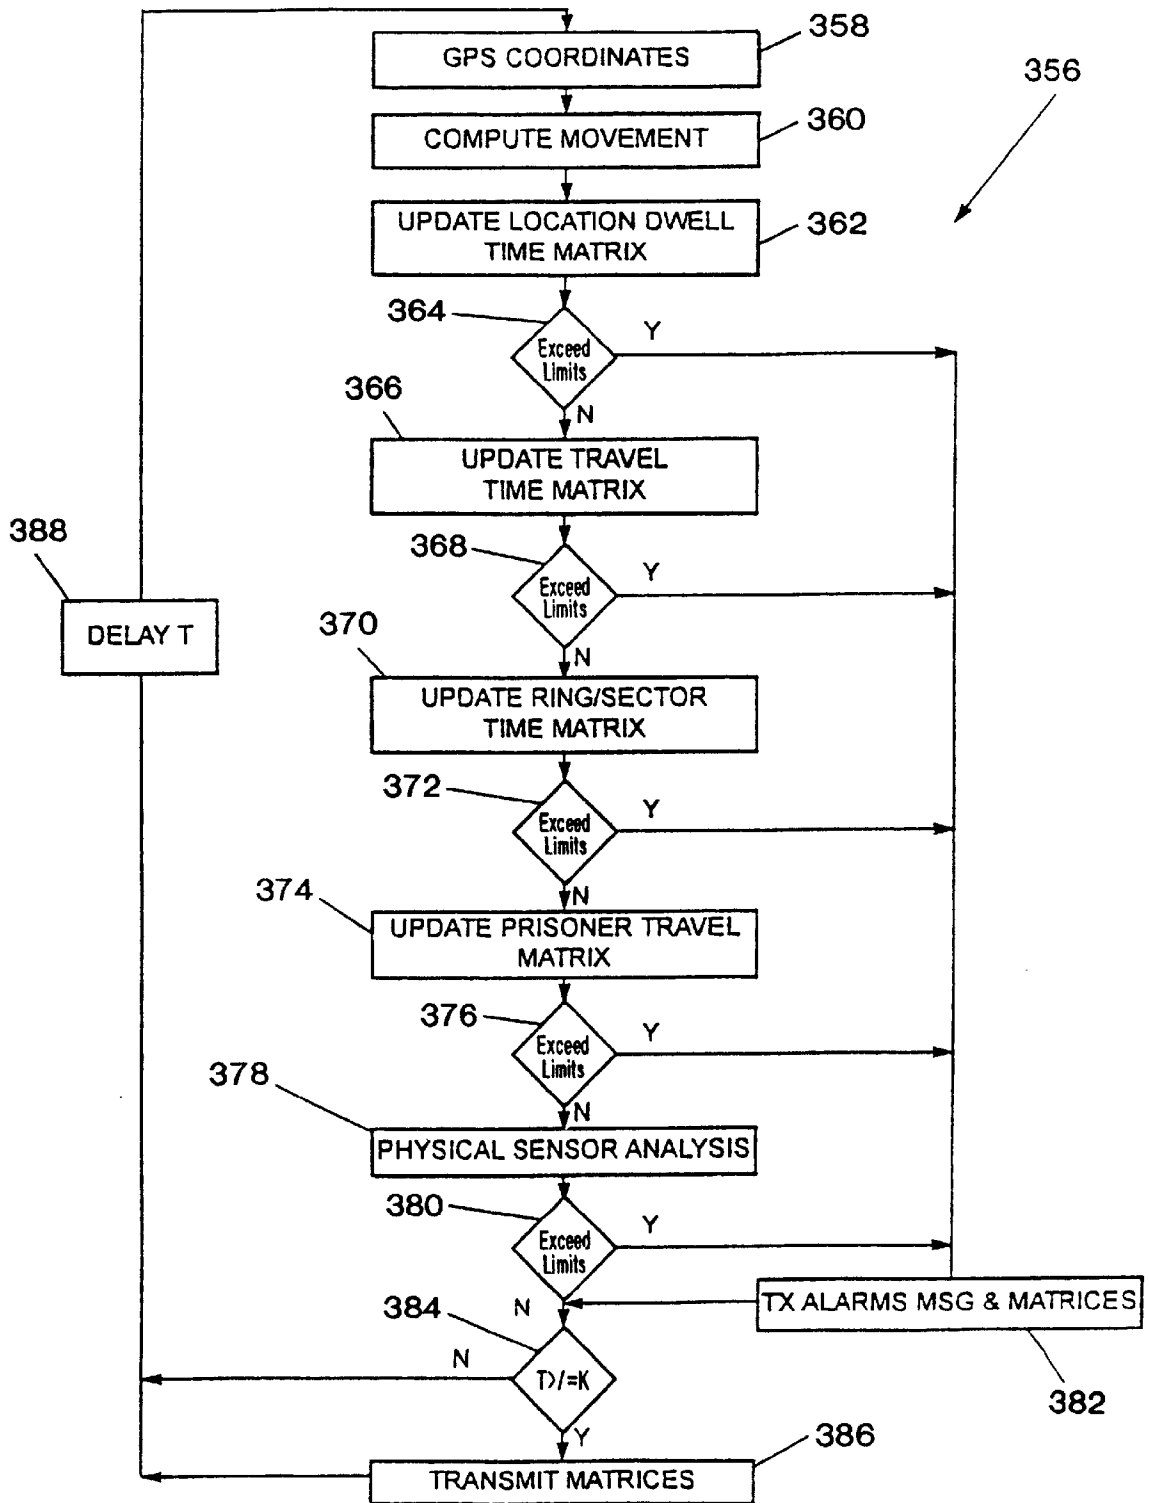 358
GPS COORDINATES
356
360
COMPUTE MOVEMENT
UPDATE LOCATION DWELL
TIME MATRIX
362
364
Exceed
Limits
Y
N
366
UPDATE TRAVEL
TIME MATRIX
388
DELAY T
368
Exceed
Limits
Y
N
370
UPDATE RING/SECTOR
TIME MATRIX
372
Exceed
Limits
Y
N
374
UPDATE PRISONER TRAVEL
MATRIX
376
Exceed
Limits
Y
N
378
PHYSICAL SENSOR ANALYSIS
380
Exceed
Limits
Y
N
TX ALARMS MSG & MATRICES
382
384
T>/=K
N
Y
386
TRANSMIT MATRICES